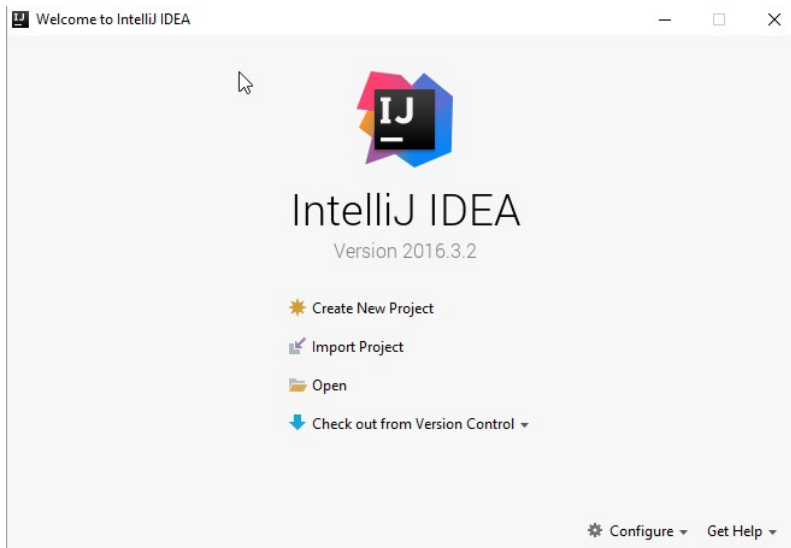 Welcome to IntelliJ IDEA
IJ
IntelliJ IDEA
Version 2016.3.2
Create New Project
Import Project
Open
Check out from Version Control
Configure Get Help